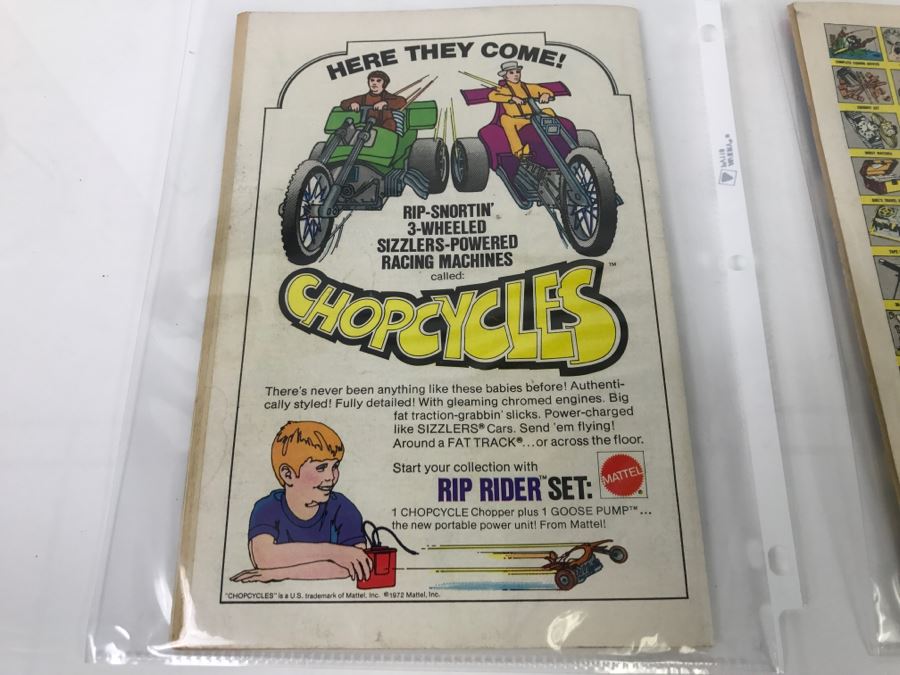 HERE THEY COME!
RIP-SNORTIN'
3-WHEELED
SIZZLERS-POWERED
RACING MACHINES
called:
CHOPCYCLES™
There's never been anything like these babies before! Authenti-
cally styled! Fully detailed! With gleaming chromed engines. Big
fat traction-grabbin' slicks. Power-charged
like SIZZLERS® Cars. Send 'em flying!
Around a FAT TRACK®...or across the floor.
Start your collection with
RIP RIDER™ SET:
MATTEL®
1 CHOPCYCLE Chopper plus 1 GOOSE PUMP™...
the new portable power unit! From Mattel!
"CHOPCYCLES" is a U.S. trademark of Mattel, Inc. ©1972 Mattel, Inc.